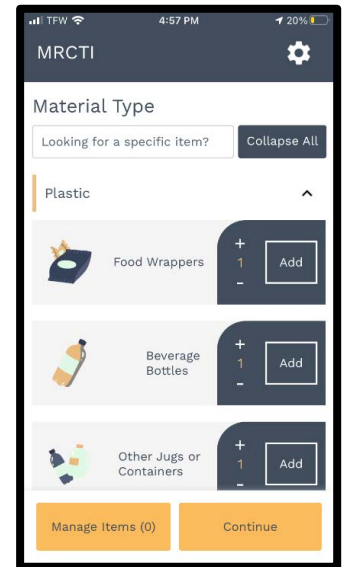 TFW 4:57 PM 20%
MRCTI
Material Type
Looking for a specific item? Collapse All
Plastic
Food Wrappers + 1 - Add
Beverage Bottles + 1 - Add
Other Jugs or Containers + 1 - Add
Manage Items (0) Continue